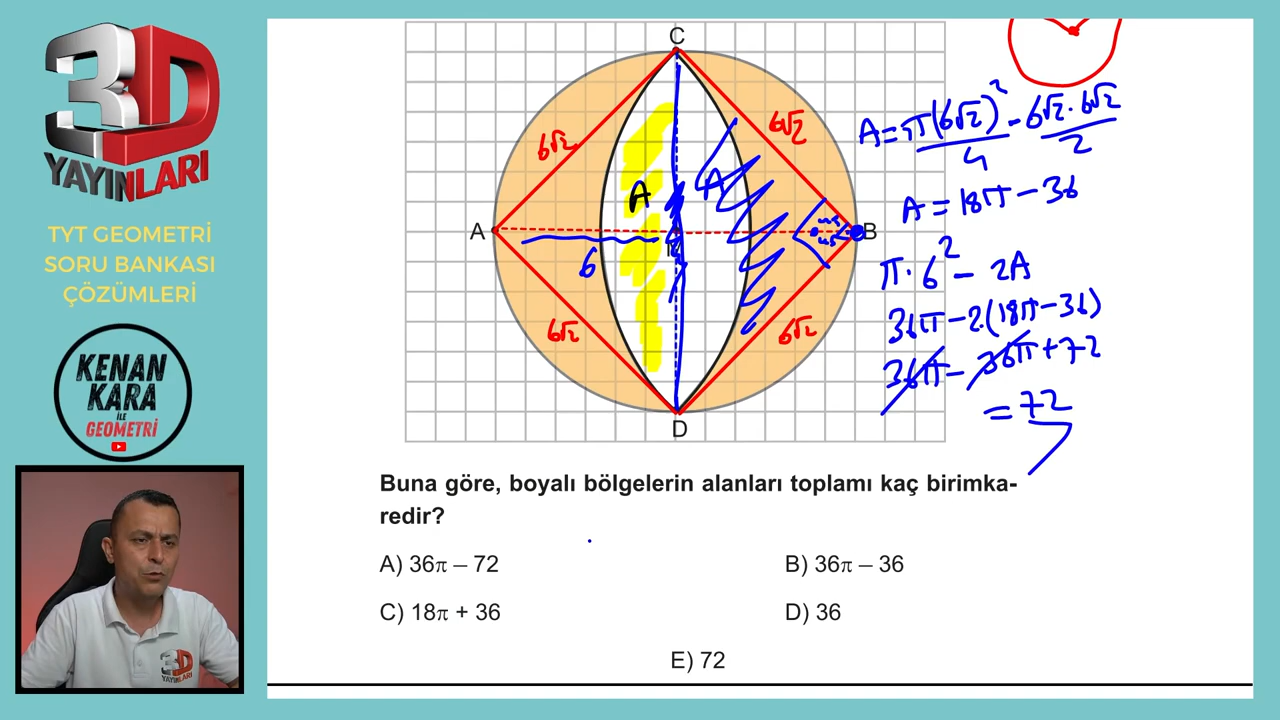 3D
YAYINLARI
TYT GEOMETRİ
SORU BANKASI
ÇÖZÜMLERİ
KENAN
KARA
İLE
GEOMETRİ
3D
YAYINLARI
C
6√2
6√2
A
A
A
B
6
6√2
6√2
D
A = π(6√2)² / 4 - 6√2 · 6√2 / 2
A = 18π - 36
π · 6² - 2A
36π - 2·(18π - 36)
36π - 36π + 72
= 72
Buna göre, boyalı bölgelerin alanları toplamı kaç birimka-
redir?
A) 36π – 72
B) 36π – 36
C) 18π + 36
D) 36
E) 72